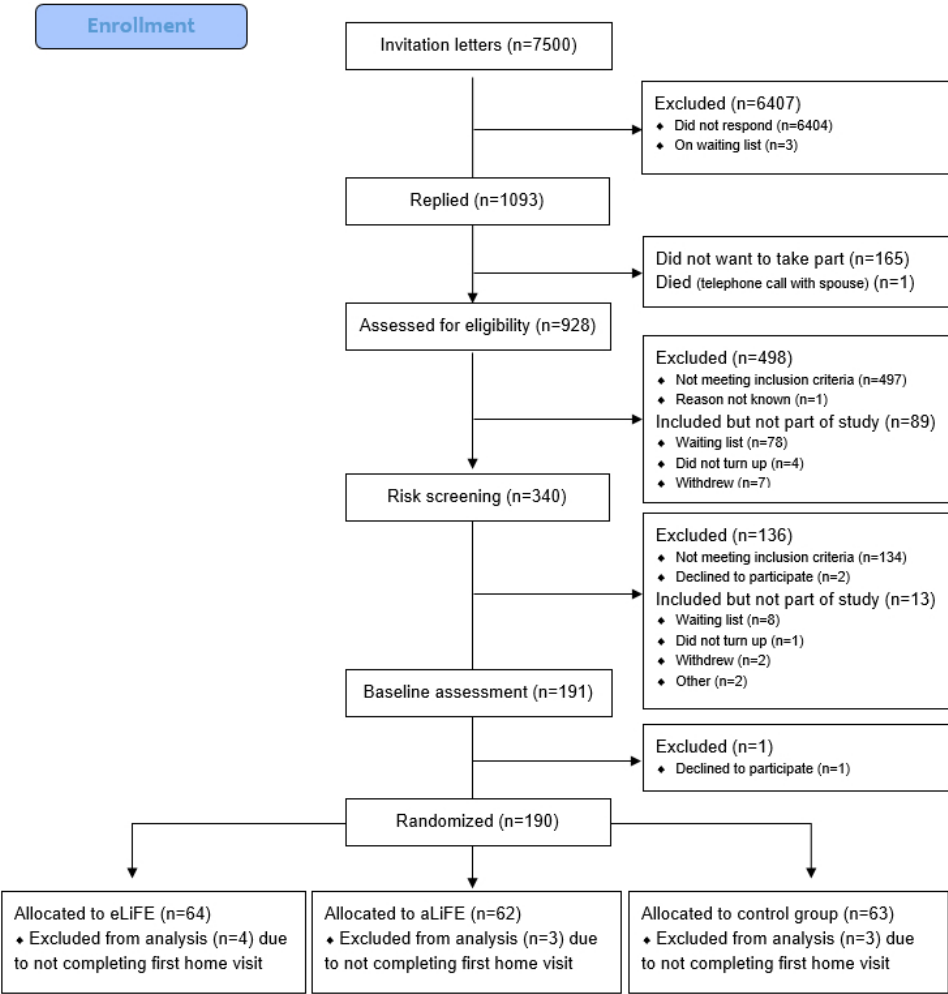 Enrollment
Invitation letters (n=7500)
Excluded (n=6407)
⬥ Did not respond (n=6404)
⬥ On waiting list (n=3)
Replied (n=1093)
Did not want to take part (n=165)
Died (telephone call with spouse) (n=1)
Assessed for eligibility (n=928)
Excluded (n=498)
⬥ Not meeting inclusion criteria (n=497)
⬥ Reason not known (n=1)
Included but not part of study (n=89)
⬥ Waiting list (n=78)
⬥ Did not turn up (n=4)
⬥ Withdrew (n=7)
Risk screening (n=340)
Excluded (n=136)
⬥ Not meeting inclusion criteria (n=134)
⬥ Declined to participate (n=2)
Included but not part of study (n=13)
⬥ Waiting list (n=8)
⬥ Did not turn up (n=1)
⬥ Withdrew (n=2)
⬥ Other (n=2)
Baseline assessment (n=191)
Excluded (n=1)
⬥ Declined to participate (n=1)
Randomized (n=190)
Allocated to eLiFE (n=64)
⬥ Excluded from analysis (n=4) due
to not completing first home visit
Allocated to aLiFE (n=62)
⬥ Excluded from analysis (n=3) due
to not completing first home visit
Allocated to control group (n=63)
⬥ Excluded from analysis (n=3) due
to not completing first home visit